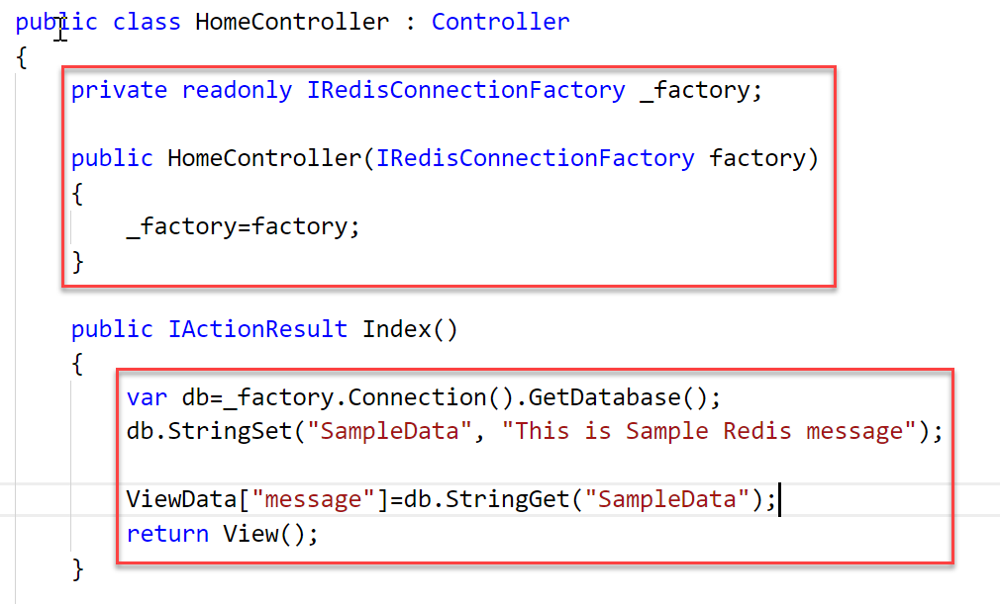 public class HomeController : Controller
{
private readonly IRedisConnectionFactory _factory;
public HomeController(IRedisConnectionFactory factory)
{
_factory=factory;
}
public IActionResult Index()
{
var db=_factory.Connection().GetDatabase();
db.StringSet("SampleData", "This is Sample Redis message");
ViewData["message"]=db.StringGet("SampleData");
return View();
}